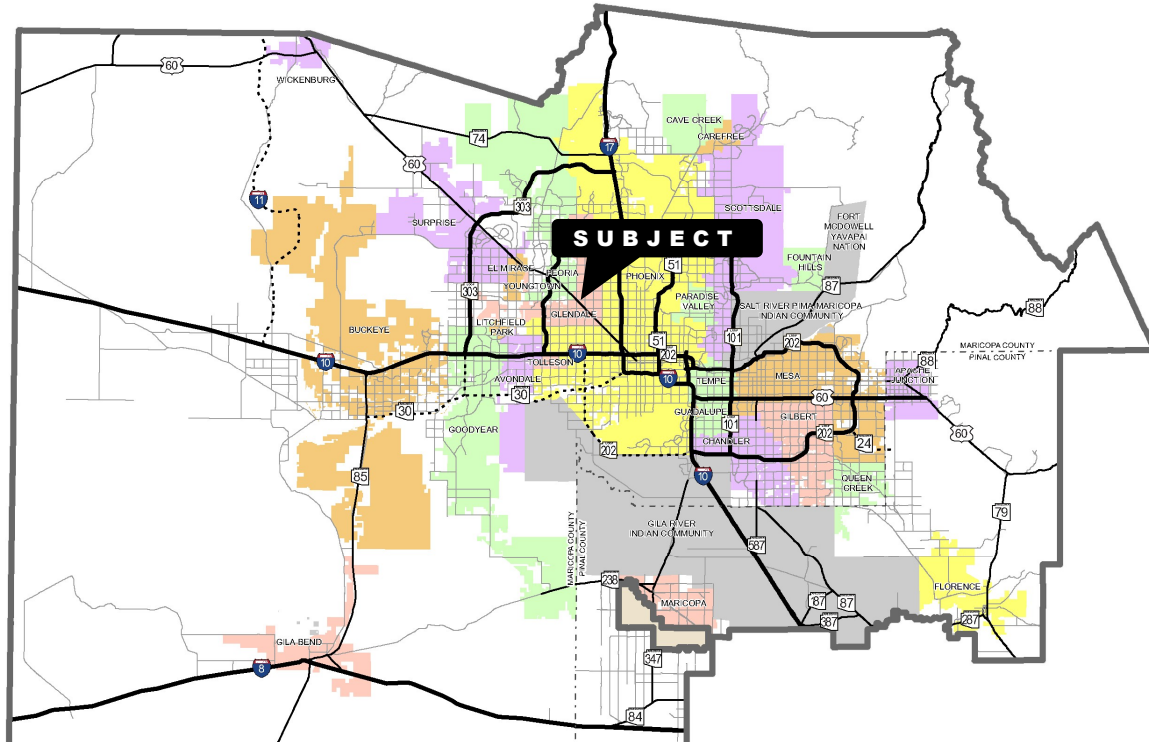 60
WICKENBURG
17
CAVE CREEK
CAREFREE
74
60
11
303
SURPRISE
SCOTTSDALE
FORT
MCDOWELL
YAVAPAI
NATION
SUBJECT
EL MIRAGE
PEORIA
YOUNGTOWN
PHOENIX
51
FOUNTAIN
HILLS
87
303
PARADISE
VALLEY
SALT RIVER PIMA-MARICOPA
INDIAN COMMUNITY
88
GLENDALE
LITCHFIELD
PARK
BUCKEYE
51
101
202
MARICOPA COUNTY
PINAL COUNTY
10
TOLLESON
10
202
88
APACHE
JUNCTION
AVONDALE
10
TEMPE
MESA
30
30
60
GUADALUPE
GILBERT
101
GOODYEAR
202
CHANDLER
202
24
60
85
10
QUEEN
CREEK
79
GILA RIVER
INDIAN COMMUNITY
587
MARICOPA COUNTY
PINAL COUNTY
238
MARICOPA
187
87
387
FLORENCE
287
GILA BEND
8
347
84